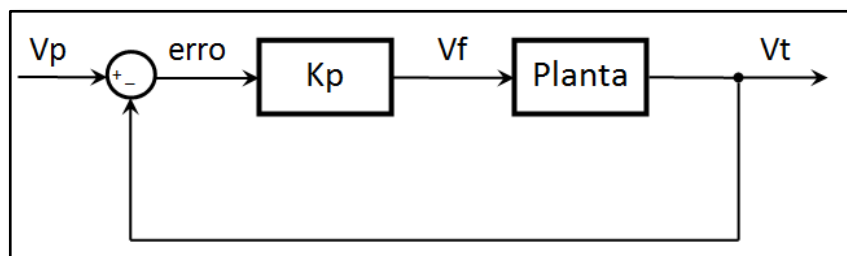 Vp erro Vf Vt
+
− Kp Planta